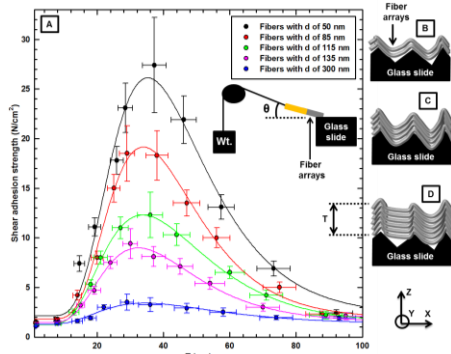 A
Fibers with d of 50 nm
Fibers with d of 85 nm
Fibers with d of 115 nm
Fibers with d of 135 nm
Fibers with d of 300 nm
Shear adhesion strength (N/cm²)
30
25
20
15
10
5
0
0 20 40 60 80 100
θ
Wt.
Glass
slide
Fiber
arrays
Fiber
arrays
B
Glass slide
C
Glass slide
D
T
Glass slide
Z
Y
X